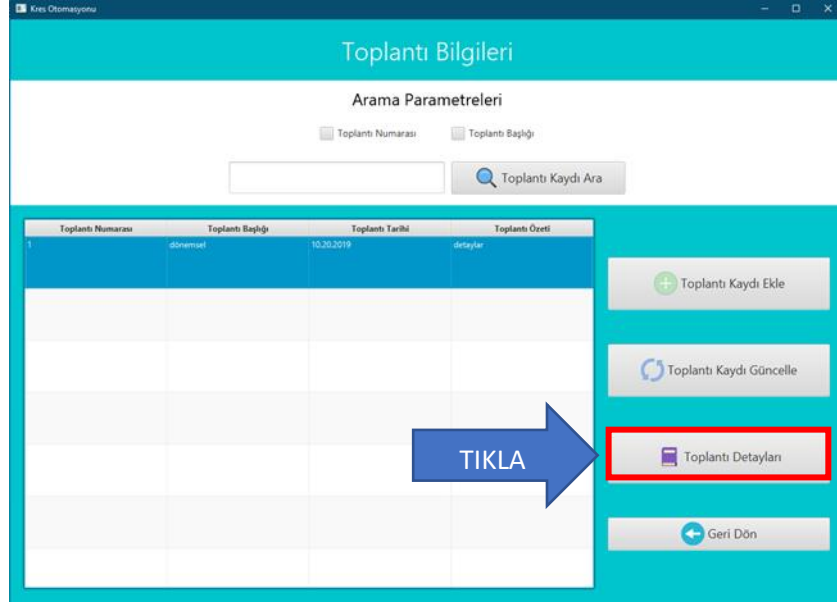 Kres Otomasyonu
Toplantı Bilgileri
Arama Parametreleri
Toplantı Numarası Toplantı Başlığı
Toplantı Kaydı Ara
Toplantı Numarası Toplantı Başlığı Toplantı Tarihi Toplantı Özeti
1 dönemsel 10.20.2019 detaylar
Toplantı Kaydı Ekle
Toplantı Kaydı Güncelle
TIKLA
Toplantı Detayları
Geri Dön